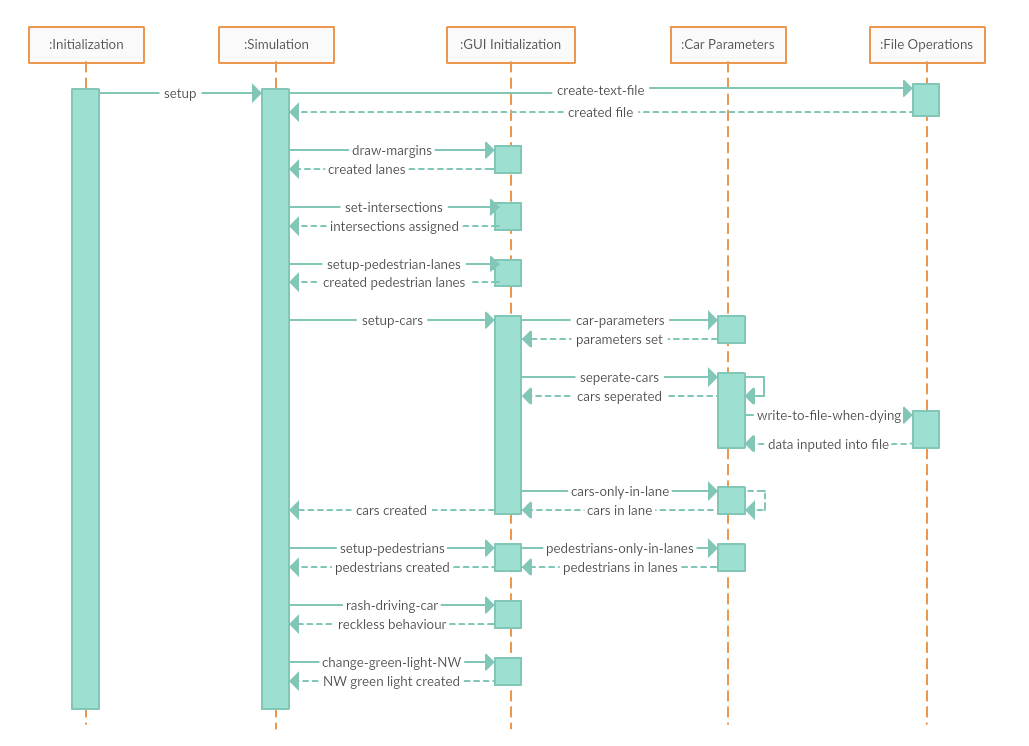 :Initialization
:Simulation
:GUI Initialization
:Car Parameters
:File Operations
setup
create-text-file
created file
draw-margins
created lanes
set-intersections
intersections assigned
setup-pedestrian-lanes
created pedestrian lanes
setup-cars
car-parameters
parameters set
seperate-cars
cars seperated
write-to-file-when-dying
data inputed into file
cars-only-in-lane
cars created
cars in lane
setup-pedestrians
pedestrians-only-in-lanes
pedestrians created
pedestrians in lanes
rash-driving-car
reckless behaviour
change-green-light-NW
NW green light created